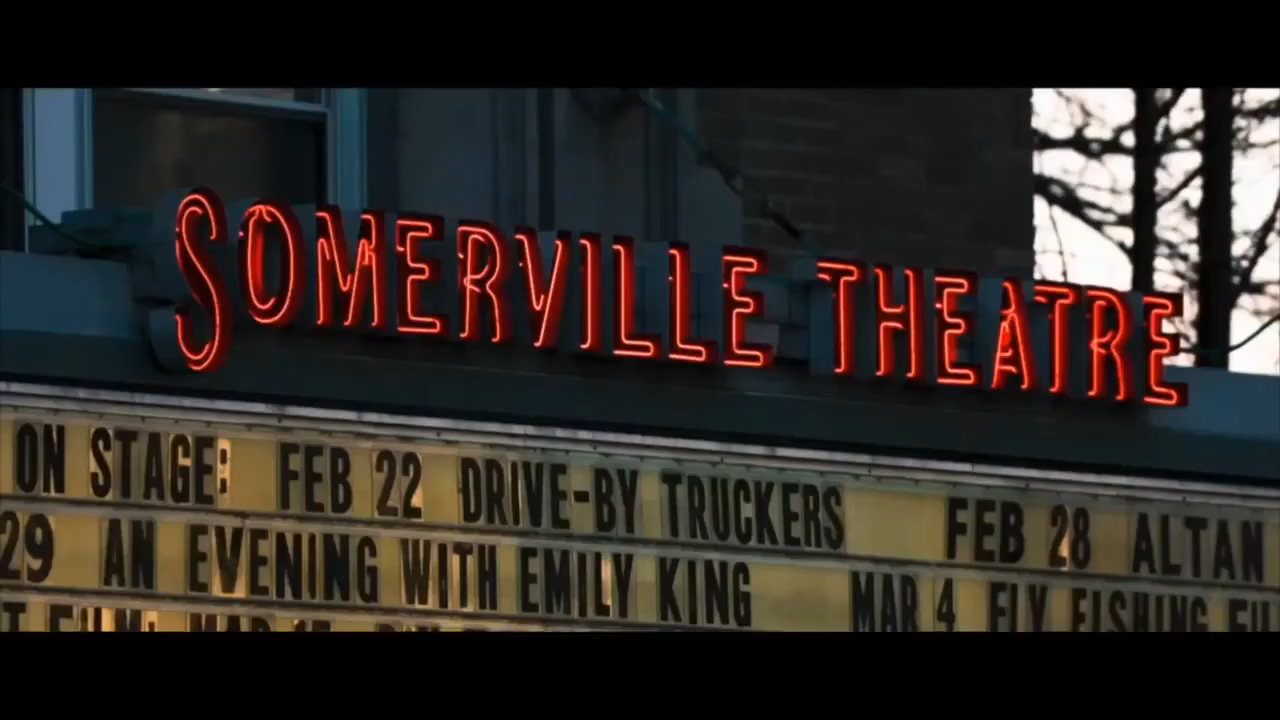 SOMERVILLE THEATRE
ON STAGE: FEB 22 DRIVE-BY TRUCKERS FEB 28 ALTAN
29 AN EVENING WITH EMILY KING MAR 4 FLY FISHING